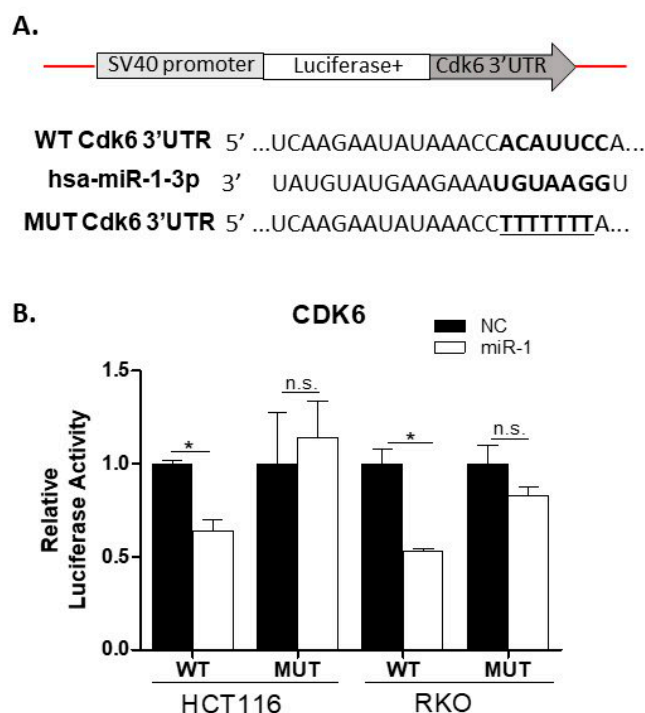 A.
SV40 promoter Luciferase+ Cdk6 3'UTR
WT Cdk6 3'UTR 5' ...UCAAGAAUAUAAACCACAUUCCA...
hsa-miR-1-3p 3' UAUGUAUGAAGAAAUGUAAGGU
MUT Cdk6 3'UTR 5' ...UCAAGAAUAUAAACCTTTTTTTA...
B.
CDK6
NC
miR-1
Relative
Luciferase Activity
1.5
1.0
0.5
0.0
*
n.s.
*
n.s.
WT MUT WT MUT
HCT116 RKO